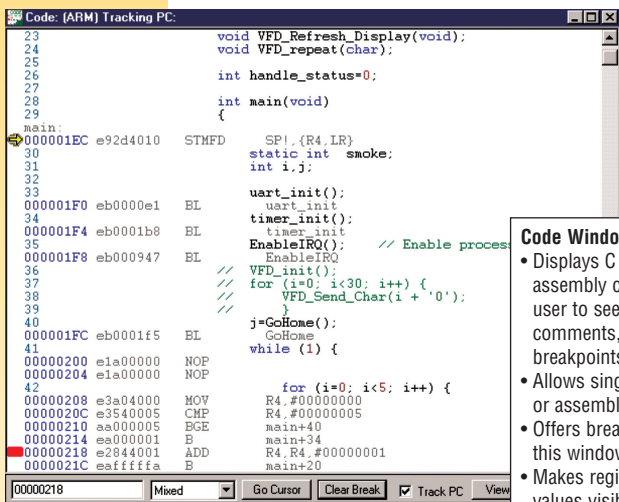 Code: (ARM) Tracking PC:
23 void VFD_Refresh_Display(void);
24 void VFD_repeat(char);
25
26 int handle_status=0;
27
28 int main(void)
29 {
main:
000001EC e92d4010 STMFD SP!,{R4,LR}
30 static int smoke;
31 int i,j;
32
33 uart_init();
000001F0 eb0000e1 BL uart_init
34 timer_init();
000001F4 eb0001b8 BL timer_init
35 EnableIRQ(); // Enable process
000001F8 eb000947 BL EnableIRQ
36 // VFD_init();
37 // for (i=0; i<30; i++) {
38 // VFD_Send_Char(i + '0');
39 // }
40 j=GoHome();
000001FC eb0001f5 BL GoHome
41 while (1) {
00000200 e1a00000 NOP
00000204 e1a00000 NOP
42 for (i=0; i<5; i++) {
00000208 e3a04000 MOV R4,#00000000
0000020C e3540005 CMP R4,#00000005
00000210 aa000005 BGE main+40
00000214 ea000001 B main+34
00000218 e2844001 ADD R4,R4,#00000001
0000021C eafffffa B main+20
00000218 Mixed Go Cursor Clear Break Track PC View
Code Windo
• Displays C
assembly c
user to see
comments,
breakpoints
• Allows sing
or assembl
• Offers brea
this window
• Makes regi
values visi